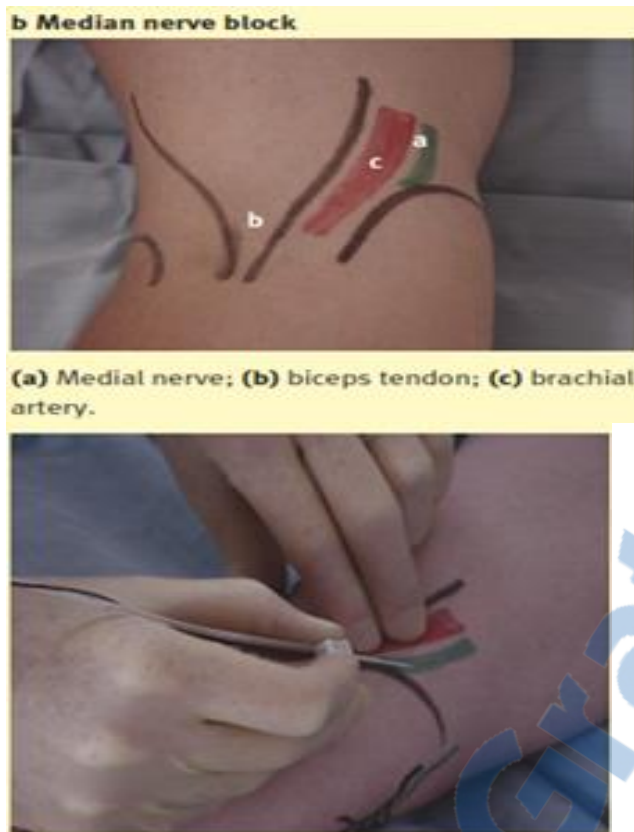 b Median nerve block
a
c
b
(a) Medial nerve; (b) biceps tendon; (c) brachial
artery.